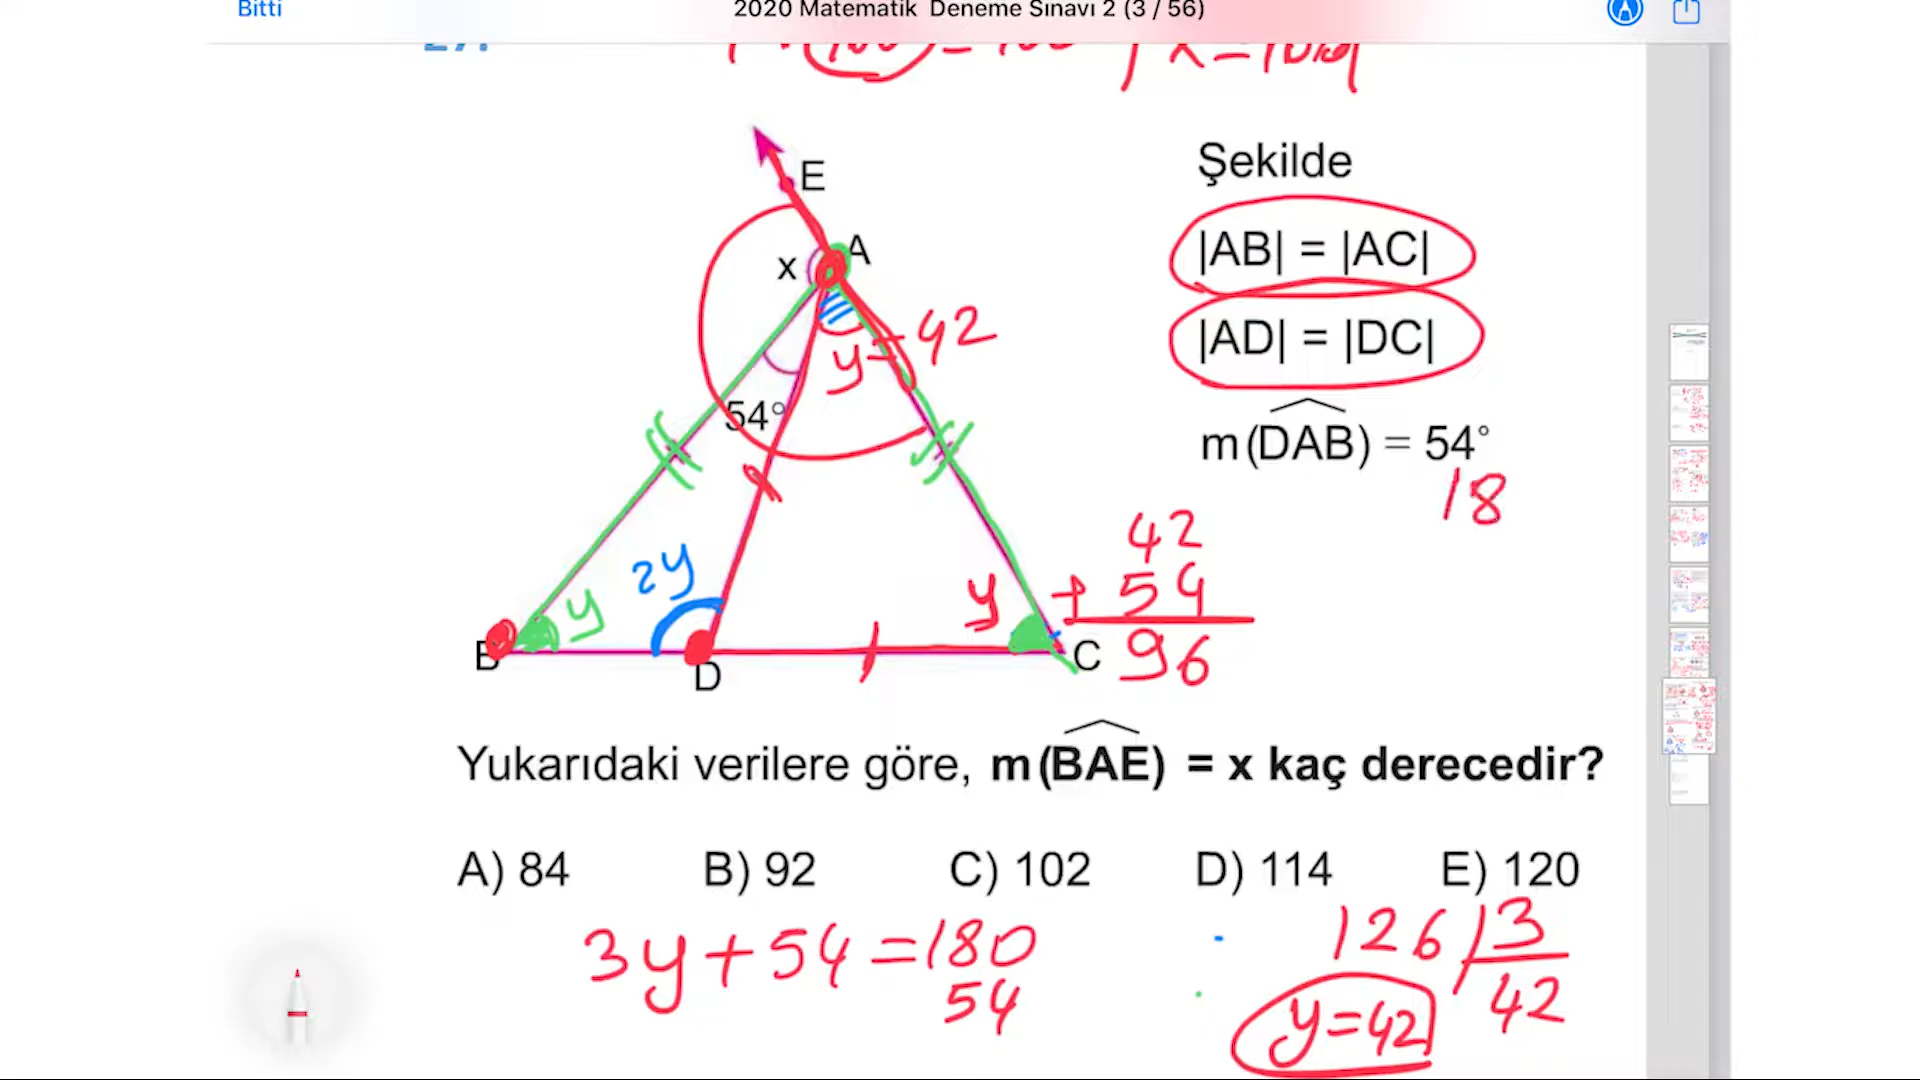 Bitti
2020 Matematik Deneme Sınavı 2 (3 / 56)
E
A
x
y=42
54°
2y
y
y
B
D
C
Şekilde
|AB| = |AC|
|AD| = |DC|
m(DAB) = 54°
18
42
+ 54
96
Yukarıdaki verilere göre, m(BAE) = x kaç derecedir?
A) 84 B) 92 C) 102 D) 114 E) 120
3y + 54 = 180
54
126 | 3
42
y=42